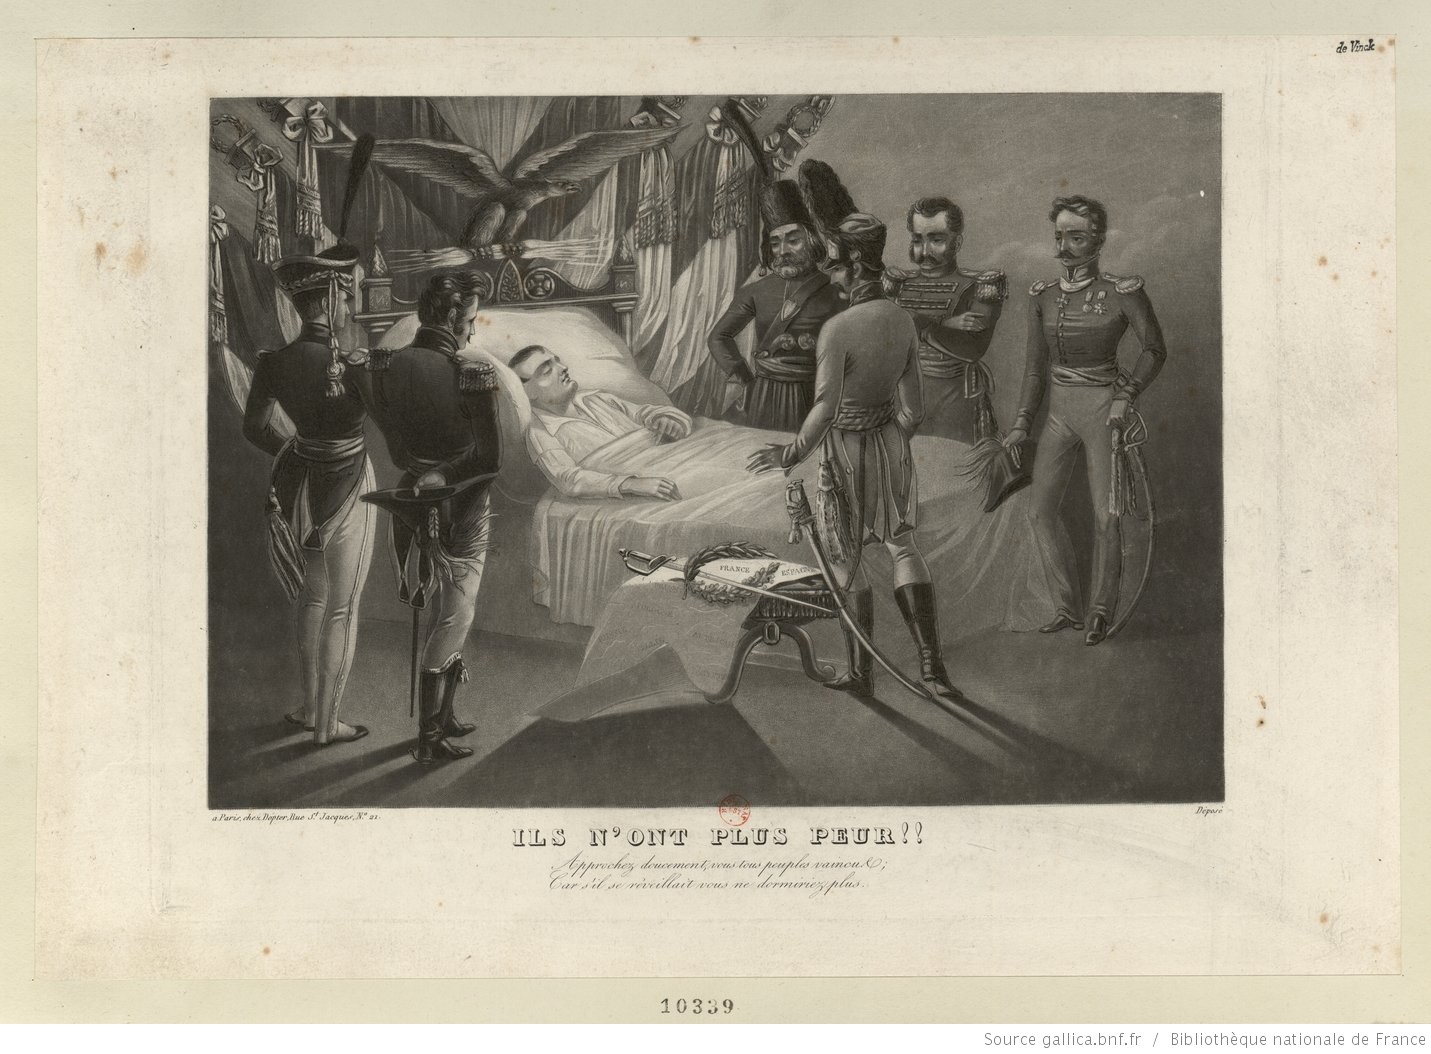 de Vinck
FRANCE
ESPAGNE
a Paris, chez Depter, Rue St. Jacques, No. 21.
Déposé
ILS N'ONT PLUS PEUR!!
Approchez doucement, vous tous peuples vaincus;
Car s'il se réveillait vous ne dormiriez plus..
10339
Source gallica.bnf.fr / Bibliothèque nationale de France